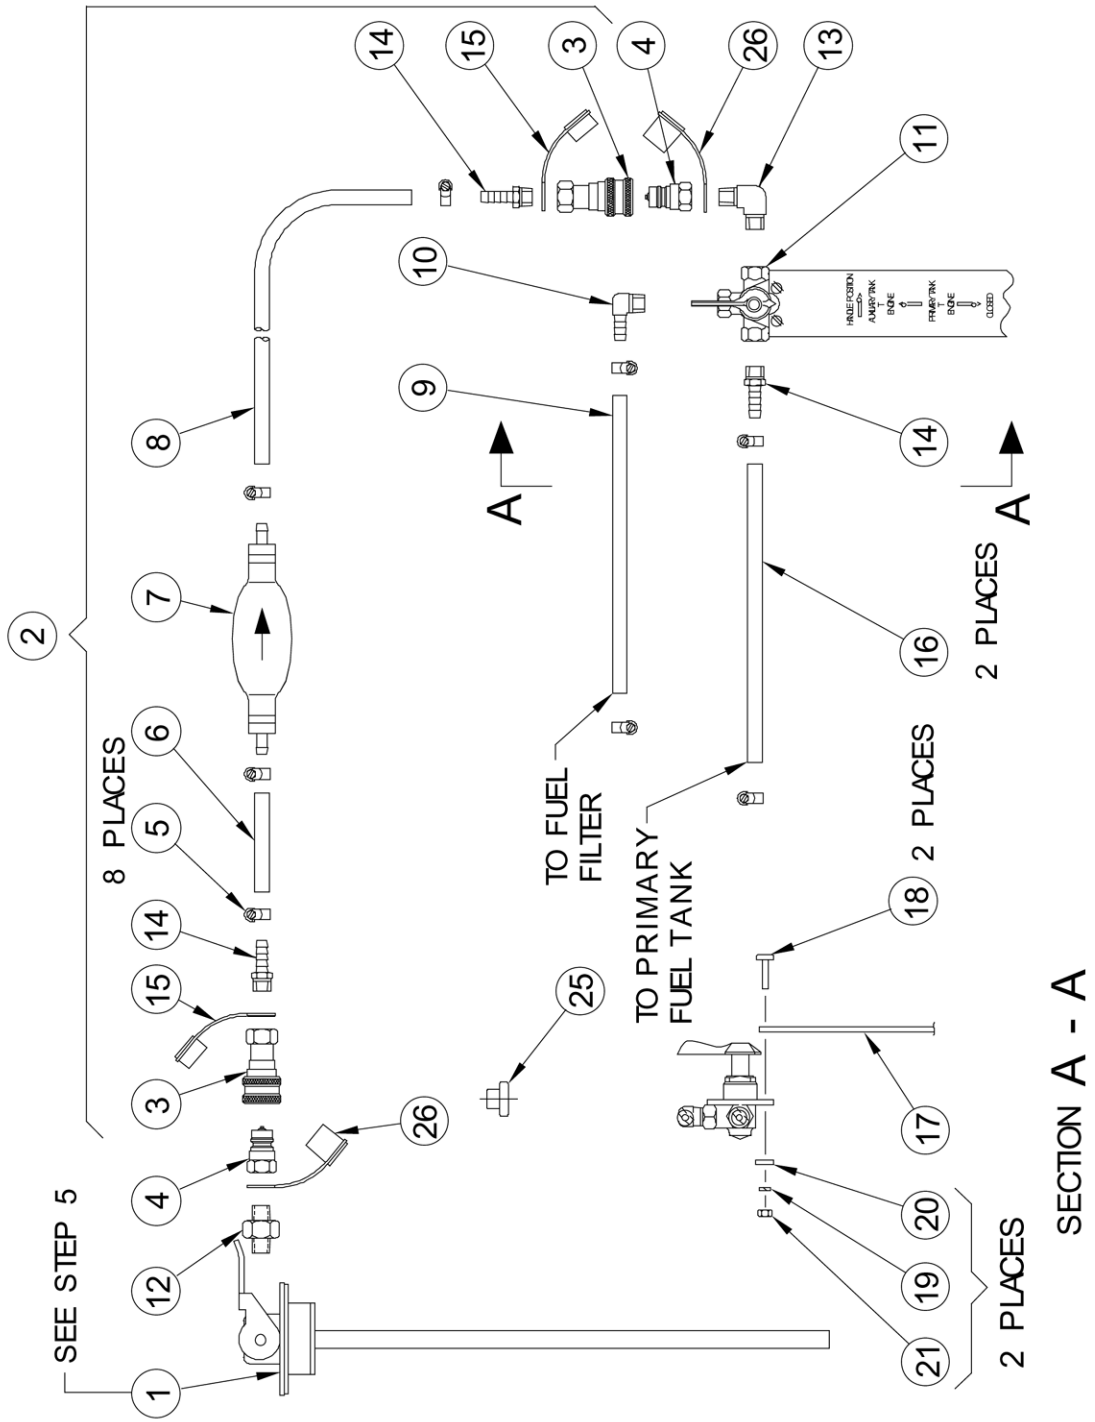 2
SEE STEP 5
8 PLACES
1 12 4 3 15 14 5 6 7 8
14
15
3
4
26
13
26 9 10
A
25
TO FUEL
FILTER
TO PRIMARY
FUEL TANK
HANDLE POSITION
T
ENGINE
PRIMARY TANK
T
ENGINE
CLOSED
21 19 20 17 18 16 14 11
2 PLACES
2 PLACES
2 PLACES
A
SECTION A - A